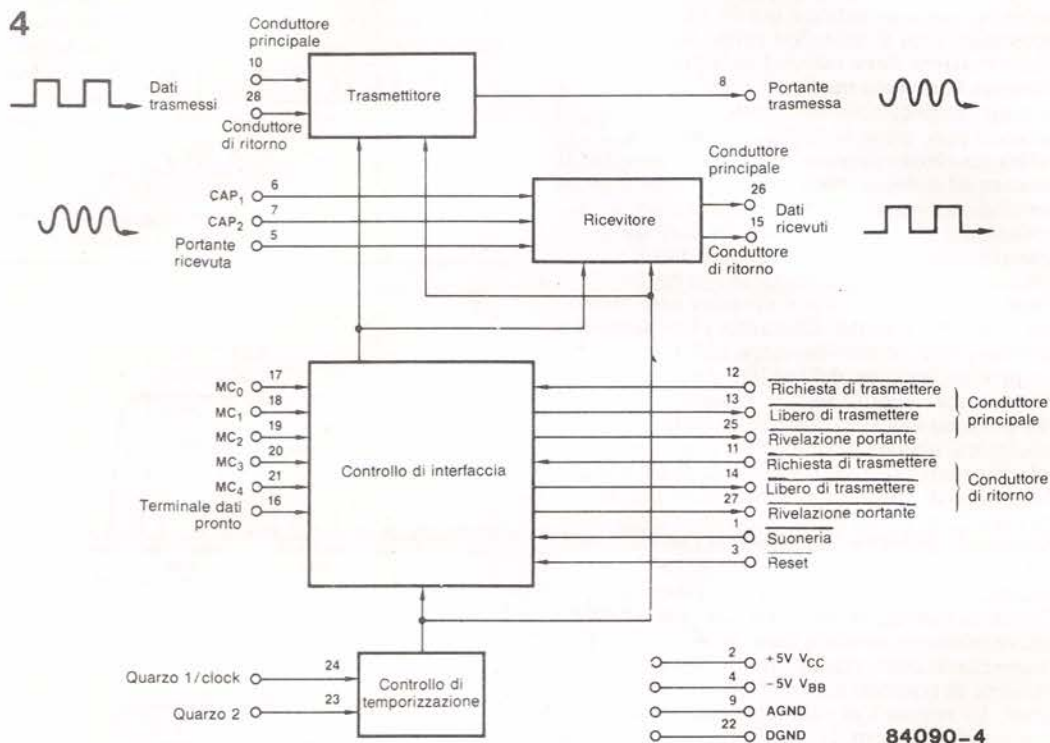 4
Conduttore
principale
10
Dati
trasmessi
28
Conduttore
di ritorno
Trasmettitore
8
Portante
trasmessa
CAP1
6
CAP2
7
Portante
ricevuta
5
Ricevitore
Conduttore
principale
26
Dati
ricevuti
15
Conduttore
di ritorno
MC0
17
MC1
18
MC2
19
MC3
20
MC4
21
Terminale dati
pronto
16
Controllo di interfaccia
12
Richiesta di trasmettere
13
Libero di trasmettere
25
Rivelazione portante
Conduttore
principale
11
Richiesta di trasmettere
14
Libero di trasmettere
27
Rivelazione portante
Conduttore
di ritorno
1
Suoneria
3
Reset
Quarzo 1/clock
24
Quarzo 2
23
Controllo di
temporizzazione
2
+5V VCC
4
-5V VBB
9
AGND
22
DGND
84090-4